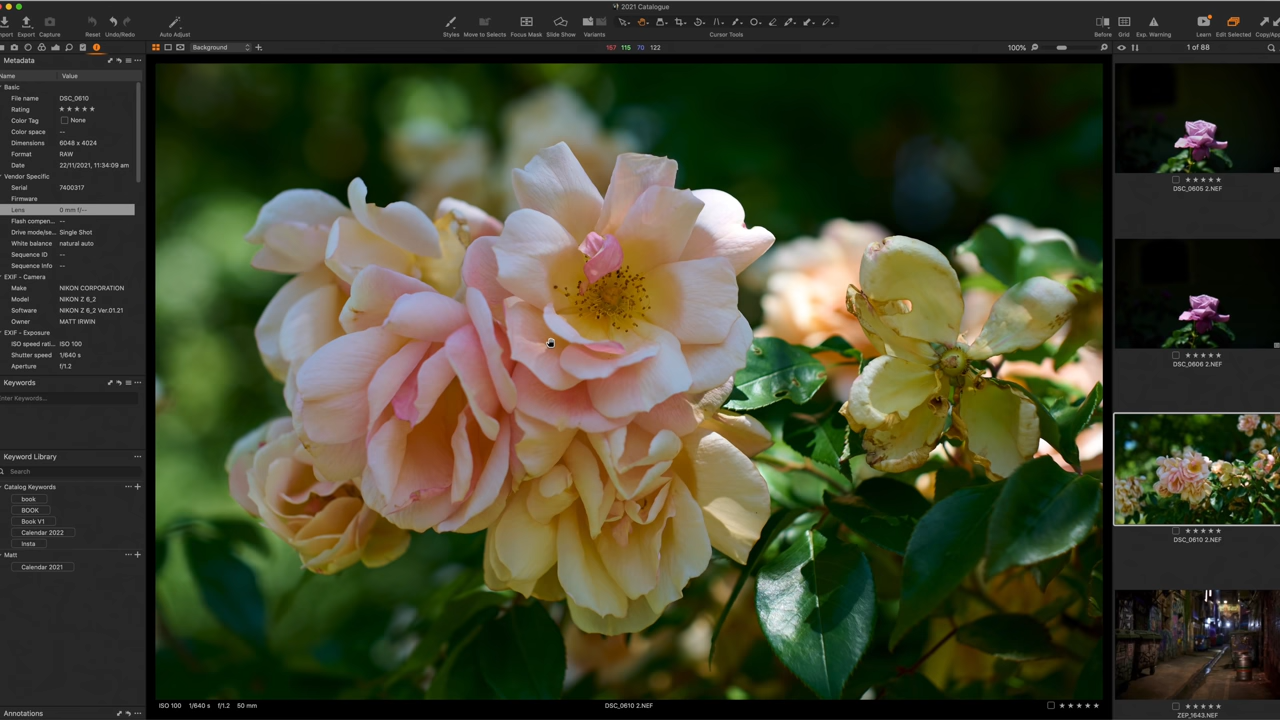 2021 Catalogue
Import Export Capture Reset Undo/Redo Auto Adjust Styles Move to Selects Focus Mask Slide Show Variants Cursor Tools Before Grid Exp. Warning Learn Edit Selected
Background 167 115 70 122 100% 1 of 88
Metadata
Name Value
Basic
File name DSC_0610
Rating
Color Tag None
Color space --
Dimensions 6048 x 4024
Format RAW
Date 22/11/2021, 11:34:09 am
Vendor Specific
Serial 7400317
Firmware
Lens 0 mm f/--
Flash compen... --
Drive mode/se... Single Shot
White balance natural auto
Sequence ID --
Sequence Info --
EXIF - Camera
Make NIKON CORPORATION
Model NIKON Z 6_2
Software NIKON Z 6_2 Ver.01.21
Owner MATT IRWIN
EXIF - Exposure
ISO speed rati... ISO 100
Shutter speed 1/640 s
Aperture f/1.2
Keywords
Enter Keywords...
Keyword Library
Search
Catalog Keywords
book
BOOK
Book V1
Calendar 2022
Insta
Matt
Calendar 2021
Annotations
ISO 100 1/640 s f/1.2 50 mm
DSC_0610 2.NEF
DSC_0605 2.NEF
DSC_0606 2.NEF
DSC_0610 2.NEF
ZEP_1643.NEF